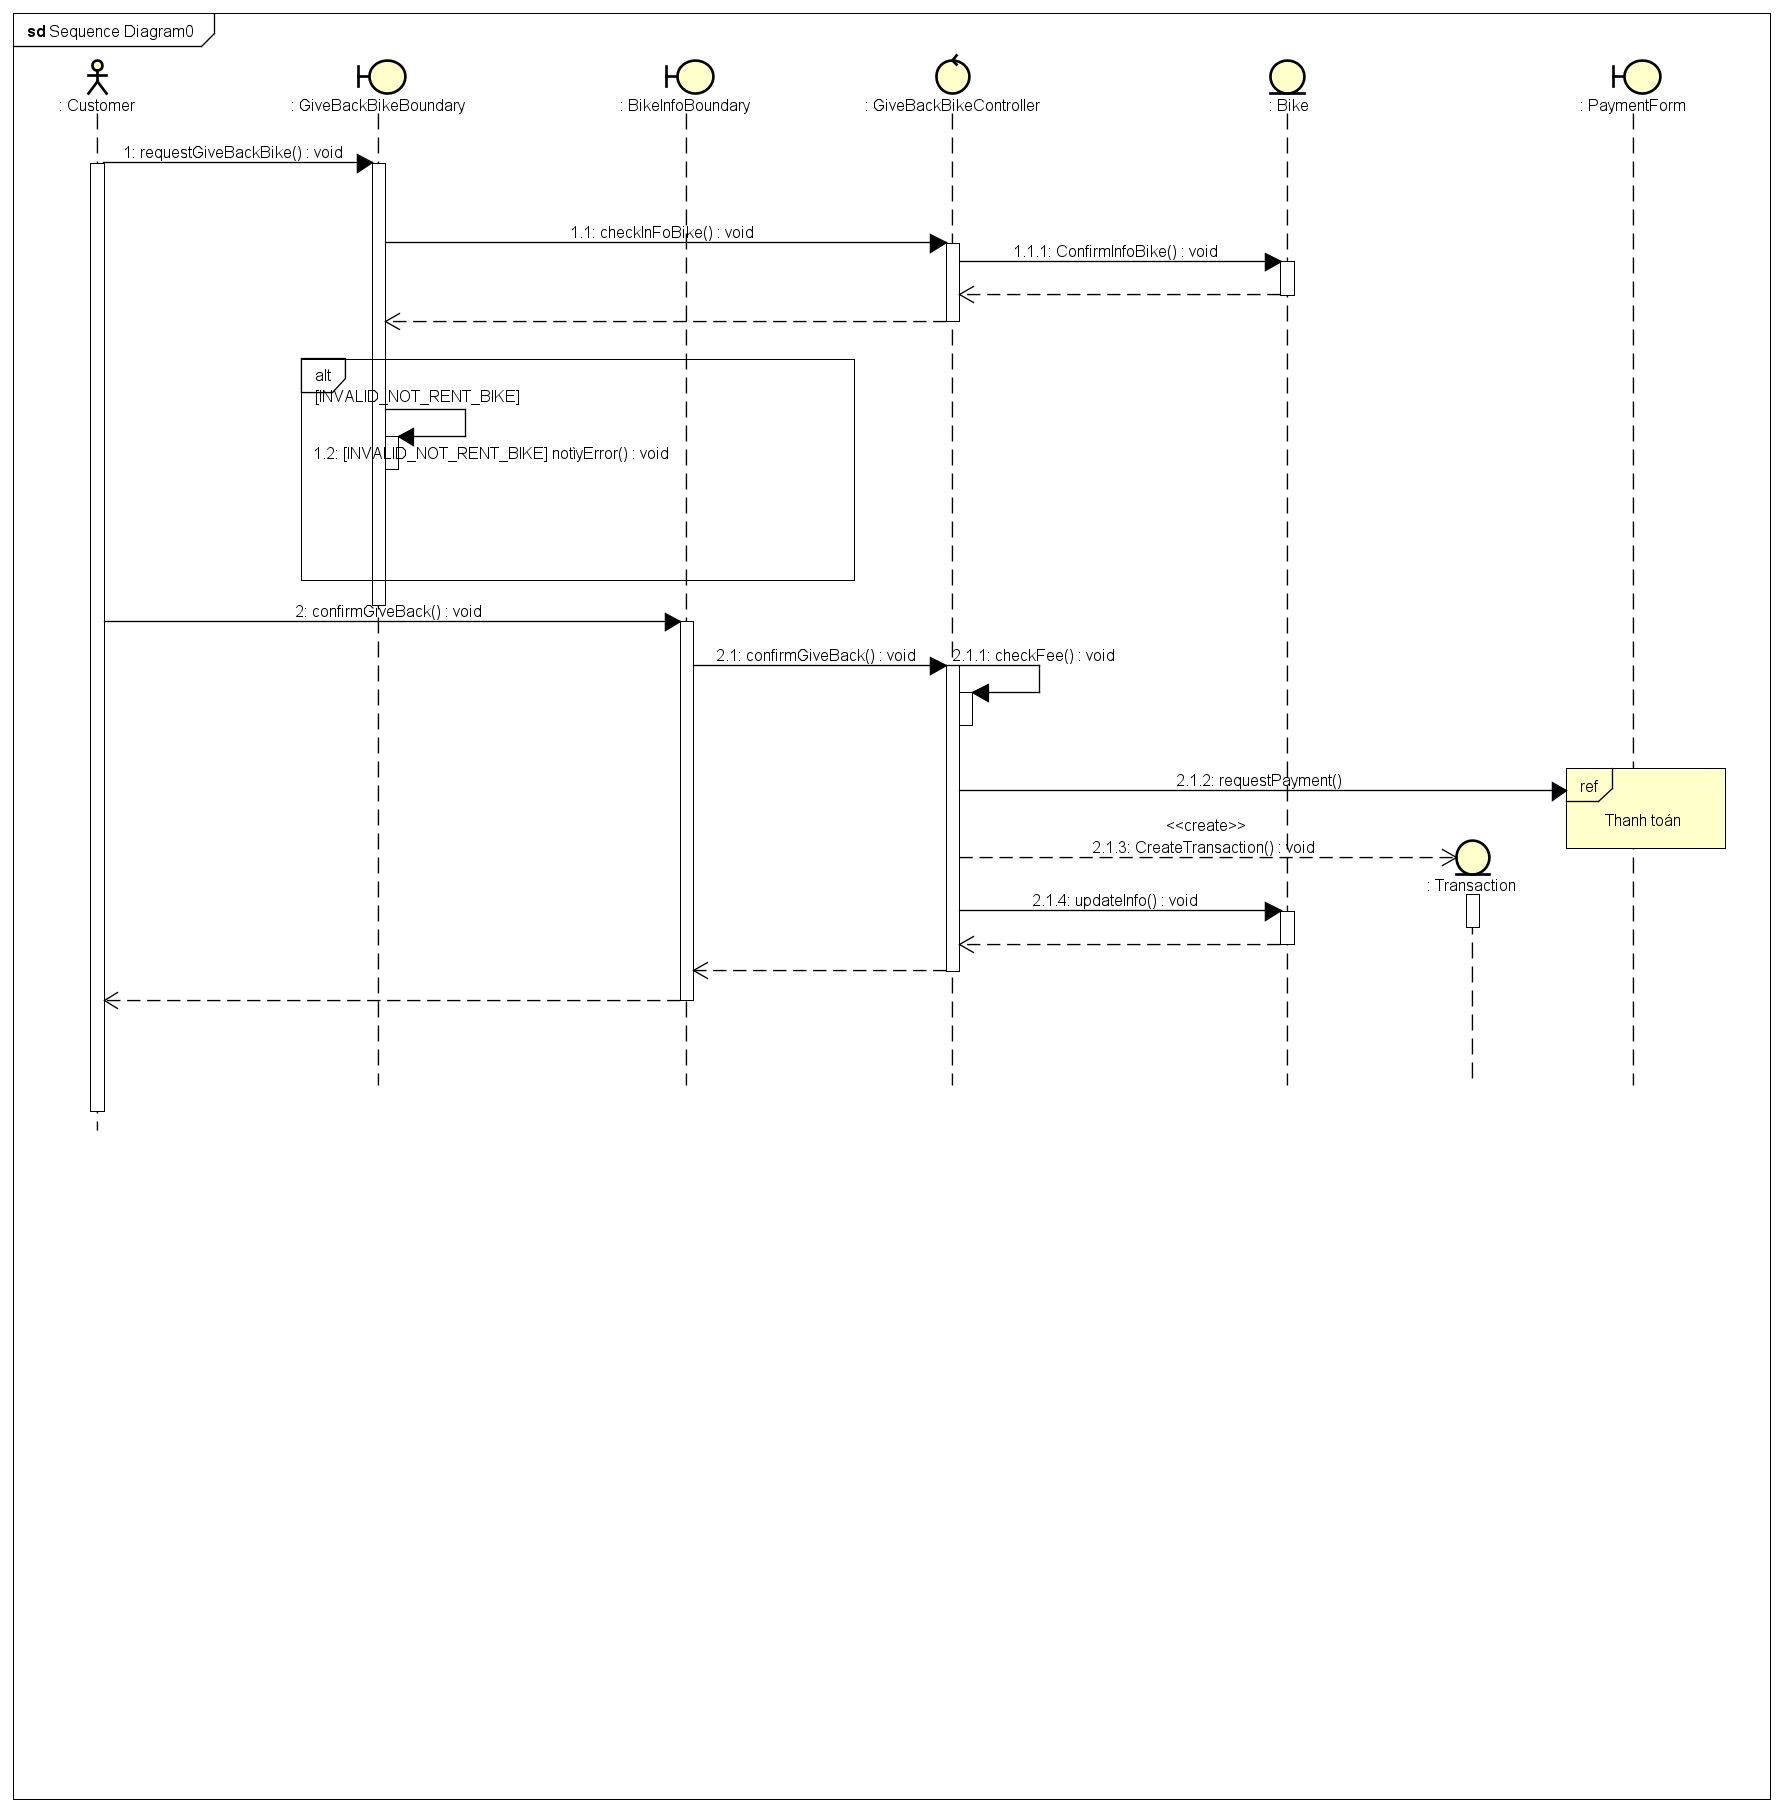 sd Sequence Diagram0
: Customer
: GiveBackBikeBoundary
: BikeInfoBoundary
: GiveBackBikeController
: Bike
: PaymentForm
1: requestGiveBackBike() : void
1.1: checkInFoBike() : void
1.1.1: ConfirmInfoBike() : void
alt
[INVALID_NOT_RENT_BIKE]
1.2: [INVALID_NOT_RENT_BIKE] notiyError() : void
2: confirmGiveBack() : void
2.1: confirmGiveBack() : void
2.1.1: checkFee() : void
2.1.2: requestPayment()
ref
Thanh toán
<<create>>
2.1.3: CreateTransaction() : void
: Transaction
2.1.4: updateInfo() : void